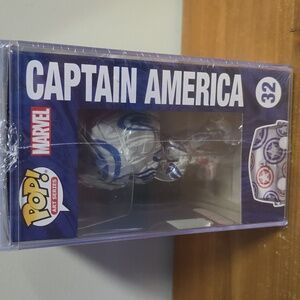 CAPTAIN AMERICA
32
MARVEL
POP!
ART SERIES